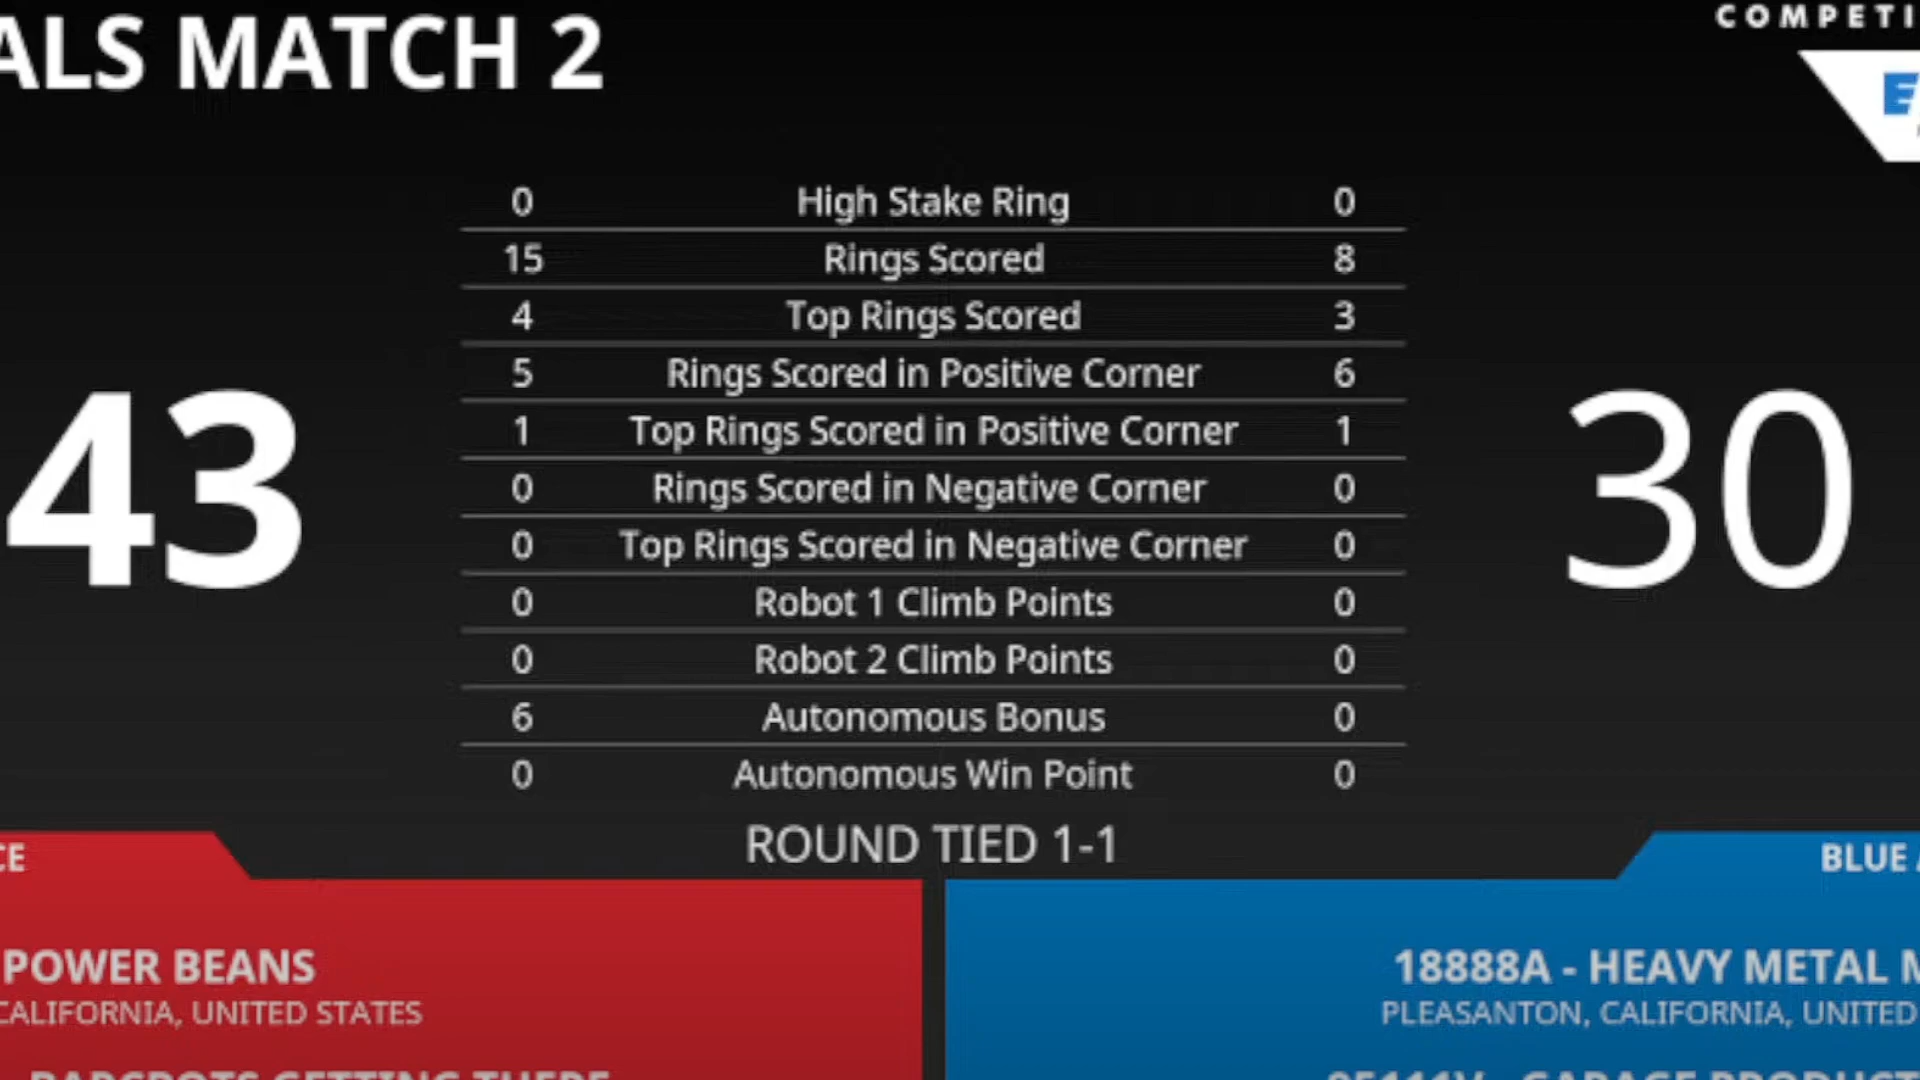 ALS MATCH 2
COMPETI
0 High Stake Ring 0
15 Rings Scored 8
4 Top Rings Scored 3
5 Rings Scored in Positive Corner 6
1 Top Rings Scored in Positive Corner 1
0 Rings Scored in Negative Corner 0
0 Top Rings Scored in Negative Corner 0
0 Robot 1 Climb Points 0
0 Robot 2 Climb Points 0
6 Autonomous Bonus 0
0 Autonomous Win Point 0
43
30
ROUND TIED 1-1
CE
BLUE
POWER BEANS
CALIFORNIA, UNITED STATES
18888A - HEAVY METAL M
PLEASANTON, CALIFORNIA, UNITED
GETTING THERE